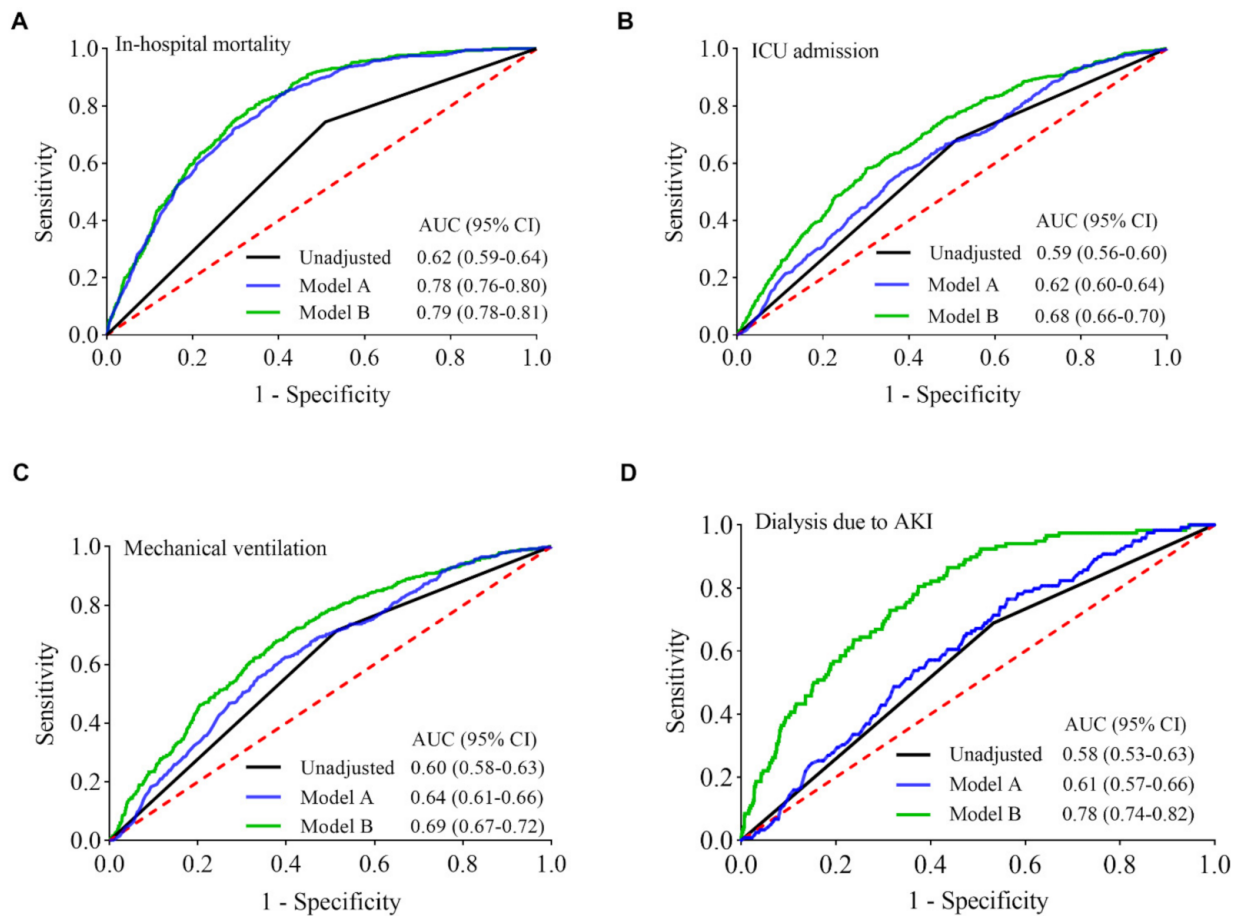 A
In-hospital mortality
1.0
0.8
0.6
0.4
0.2
0.0
Sensitivity
AUC (95% CI)
Unadjusted 0.62 (0.59-0.64)
Model A 0.78 (0.76-0.80)
Model B 0.79 (0.78-0.81)
0.0 0.2 0.4 0.6 0.8 1.0
1 - Specificity
B
ICU admission
1.0
0.8
0.6
0.4
0.2
0.0
Sensitivity
AUC (95% CI)
Unadjusted 0.59 (0.56-0.60)
Model A 0.62 (0.60-0.64)
Model B 0.68 (0.66-0.70)
0.0 0.2 0.4 0.6 0.8 1.0
1 - Specificity
C
Mechanical ventilation
1.0
0.8
0.6
0.4
0.2
0.0
Sensitivity
AUC (95% CI)
Unadjusted 0.60 (0.58-0.63)
Model A 0.64 (0.61-0.66)
Model B 0.69 (0.67-0.72)
0.0 0.2 0.4 0.6 0.8 1.0
1 - Specificity
D
Dialysis due to AKI
1.0
0.8
0.6
0.4
0.2
0.0
Sensitivity
AUC (95% CI)
Unadjusted 0.58 (0.53-0.63)
Model A 0.61 (0.57-0.66)
Model B 0.78 (0.74-0.82)
0.0 0.2 0.4 0.6 0.8 1.0
1 - Specificity